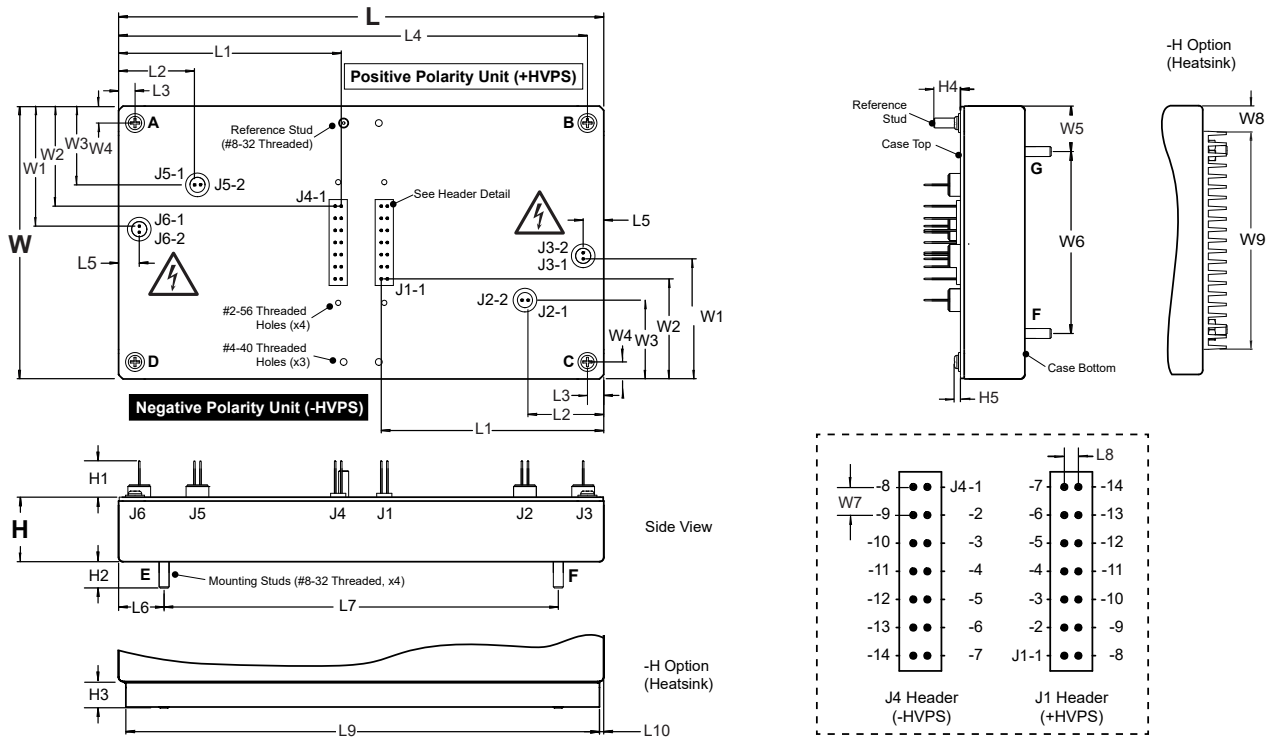 L
L4
L1
L2
L3
Positive Polarity Unit (+HVPS)
A
B
Reference Stud
(#8-32 Threaded)
W
W1
W2
W3
W4
J5-1
J5-2
J4-1
See Header Detail
J6-1
J6-2
L5
L5
J3-2
J3-1
J1-1
J2-2
J2-1
#2-56 Threaded
Holes (x4)
#4-40 Threaded
Holes (x3)
W4
W3
W2
W1
D
C
L3
L2
L1
Negative Polarity Unit (-HVPS)
H4
Reference
Stud
Case Top
W5
G
W6
F
Case Bottom
H5
-H Option
(Heatsink)
W8
W9
H1
H
H2
J6
J5
J4
J1
J2
J3
Side View
E
Mounting Studs (#8-32 Threaded, x4)
F
L6
L7
H3
-H Option
(Heatsink)
L9
L10
L8
W7
-8
J4-1
-7
-14
-9
-2
-6
-13
-10
-3
-5
-12
-11
-4
-4
-11
-12
-5
-3
-10
-13
-6
-2
-9
-14
-7
J1-1
-8
J4 Header
(-HVPS)
J1 Header
(+HVPS)